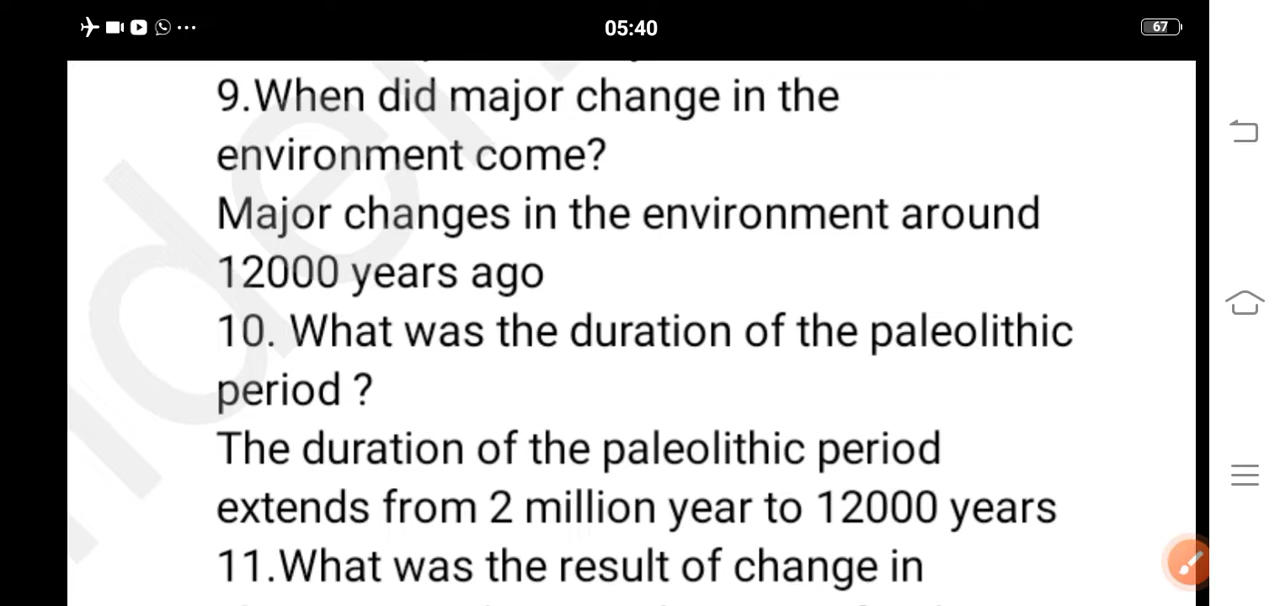 05:40
67
9.When did major change in the
environment come?
Major changes in the environment around
12000 years ago
10. What was the duration of the paleolithic
period ?
The duration of the paleolithic period
extends from 2 million year to 12000 years
11.What was the result of change in